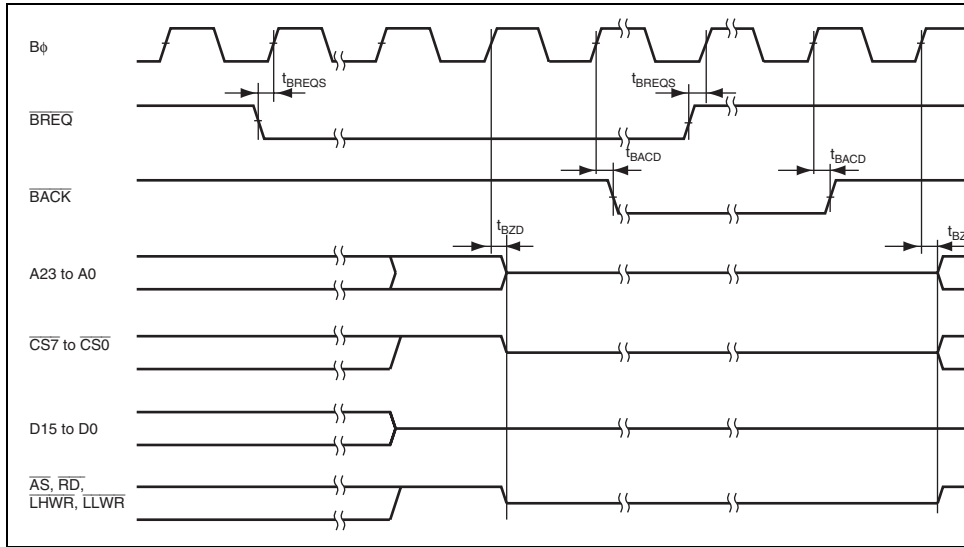 Bϕ
tBREQS
tBREQS
BREQ
tBACD
tBACD
BACK
tBZD
tBZ
A23 to A0
CS7 to CS0
D15 to D0
AS, RD,
LHWR, LLWR